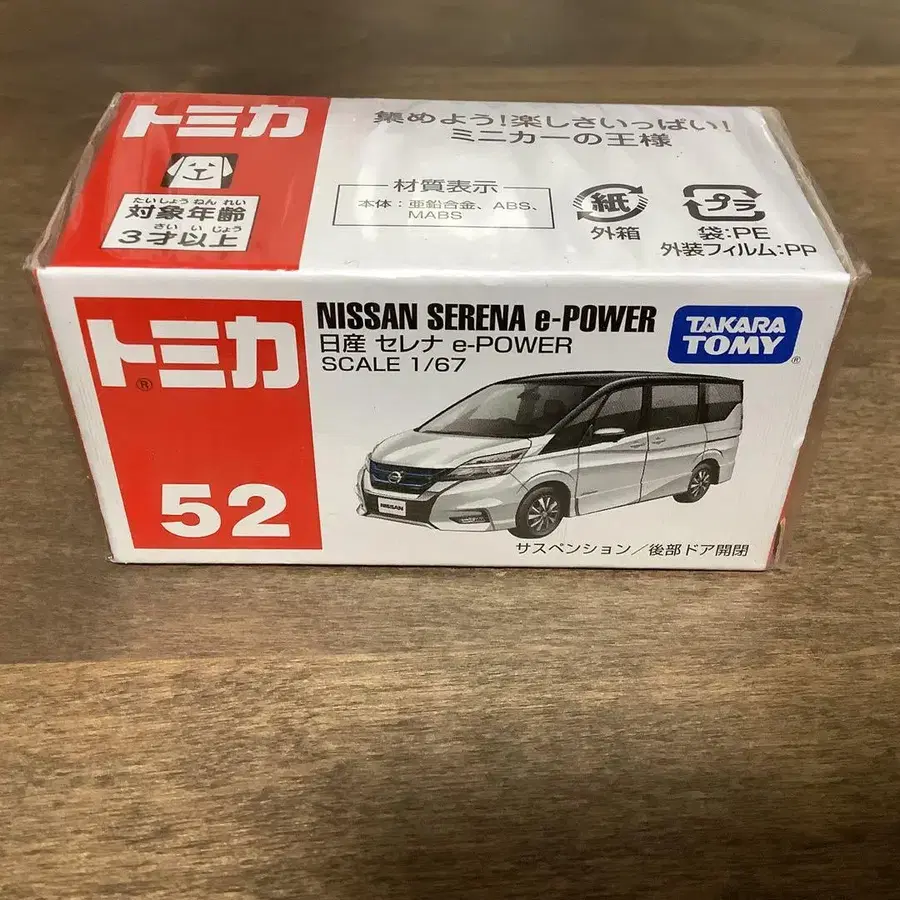 トミカ
集めよう!楽しさいっぱい!
ミニカーの王様
たいしょうねんれい
対象年齢
さいいじょう
3才以上
材質表示
本体:亜鉛合金、ABS、
MABS
紙
外箱
プラ
袋:PE
外装フィルム:PP
トミカ®
52
NISSAN SERENA e-POWER
日産 セレナ e-POWER
SCALE 1/67
TAKARA
TOMY®
NISSAN
サスペンション/後部ドア開閉